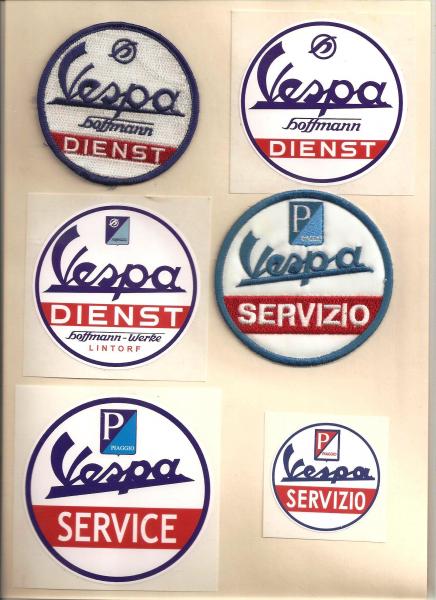 Vespa
hoffmann
DIENST
Vespa
hoffmann
DIENST
Vespa
DIENST
hoffmann-Werke
LINTORF
P
Vespa
SERVIZIO
P
PIAGGIO
Vespa
SERVICE
P
PIAGGIO
Vespa
SERVIZIO